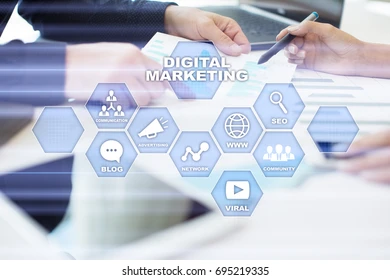 DIGITAL
MARKETING
COMMUNICATION
ADVERTISING
WWW
SEO
BLOG
NETWORK
COMMUNITY
VIRAL
shutterstock.com • 695219335